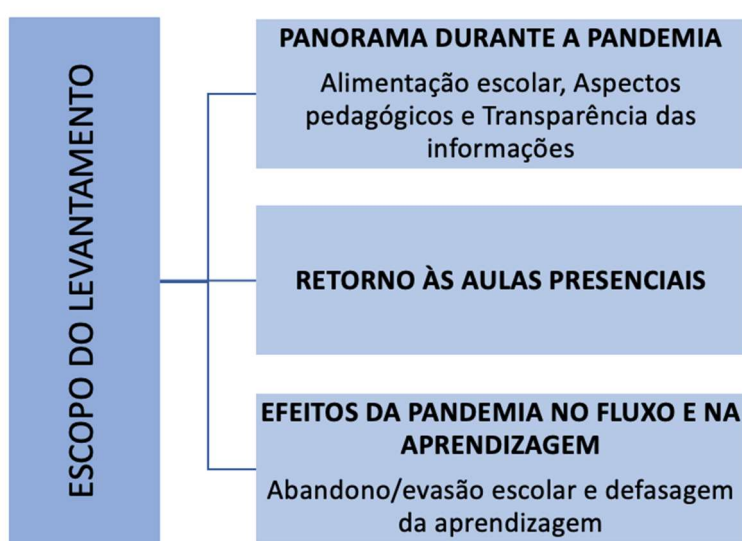 ESCOPO DO LEVANTAMENTO
PANORAMA DURANTE A PANDEMIA
Alimentação escolar, Aspectos
pedagógicos e Transparência das
informações
RETORNO ÀS AULAS PRESENCIAIS
EFEITOS DA PANDEMIA NO FLUXO E NA
APRENDIZAGEM
Abandono/evasão escolar e defasagem
da aprendizagem